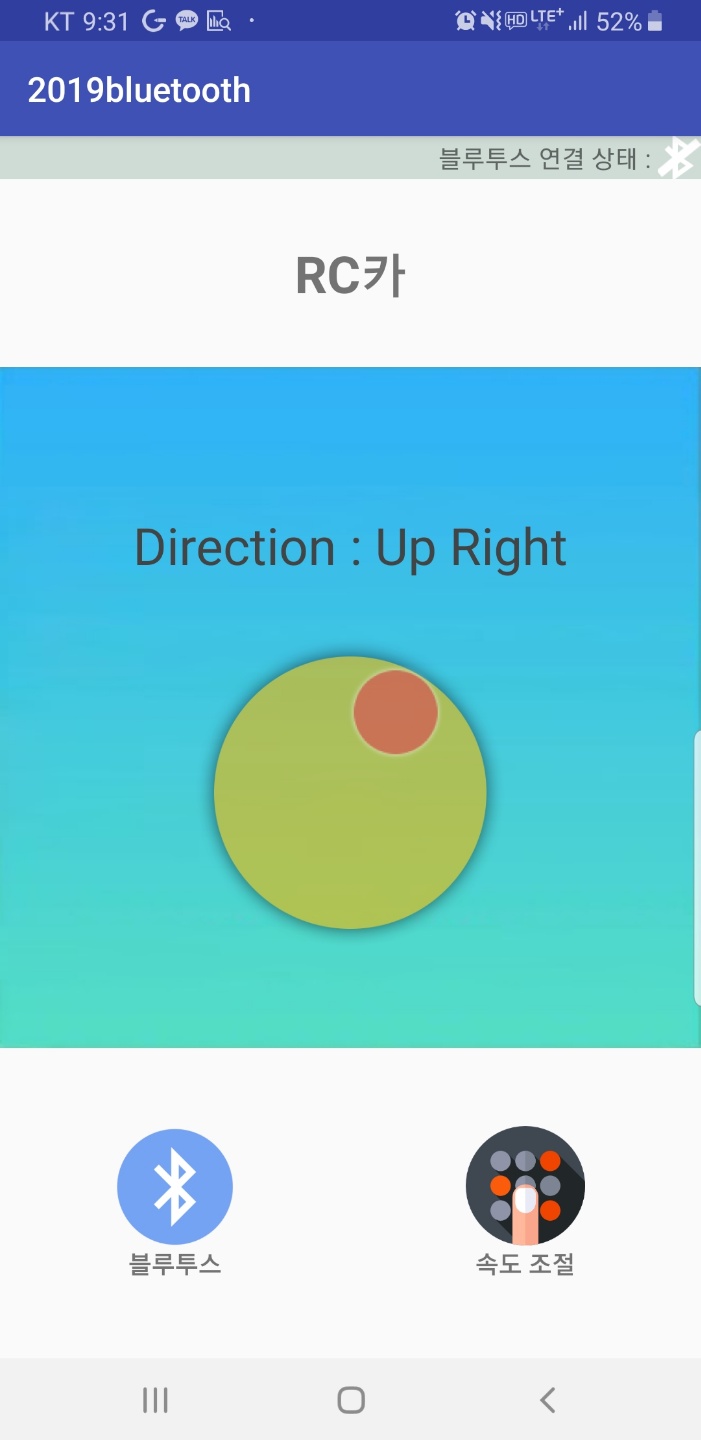 KT 9:31 TALK HD LTE+ 52%
2019bluetooth
블루투스 연결 상태 :
RC카
Direction : Up Right
블루투스
속도 조절